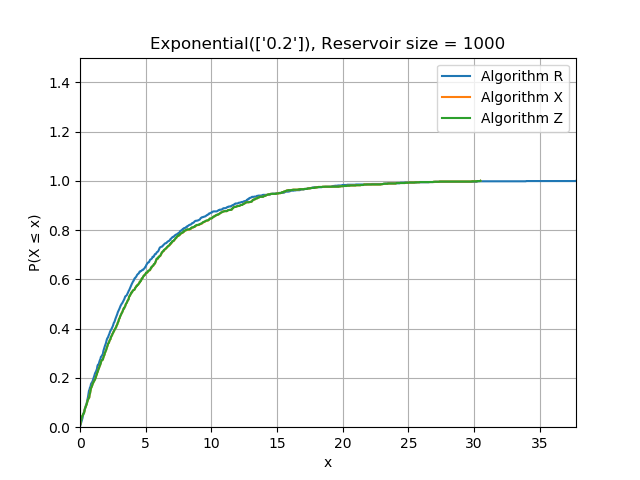 Exponential(['0.2']), Reservoir size = 1000
1.4
1.2
1.0
0.8
0.6
0.4
0.2
0.0
P(X ≤ x)
Algorithm R
Algorithm X
Algorithm Z
0 5 10 15 20 25 30 35
x